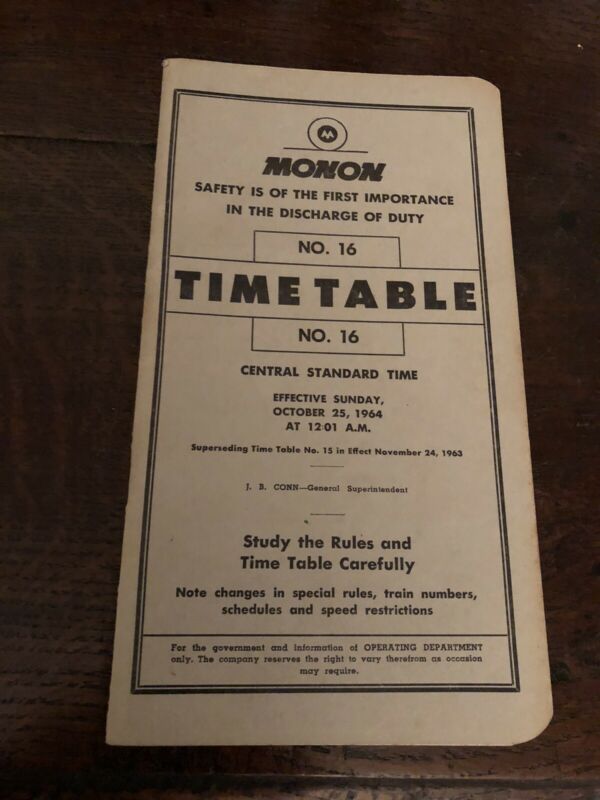 M
MONON
SAFETY IS OF THE FIRST IMPORTANCE
IN THE DISCHARGE OF DUTY
NO. 16
TIME TABLE
NO. 16
CENTRAL STANDARD TIME
EFFECTIVE SUNDAY,
OCTOBER 25, 1964
AT 12:01 A.M.
Superseding Time Table No. 15 in Effect November 24, 1963
J. B. CONN—General Superintendent
Study the Rules and
Time Table Carefully
Note changes in special rules, train numbers,
schedules and speed restrictions
For the government and information of OPERATING DEPARTMENT
only. The company reserves the right to vary therefrom as occasion
may require.